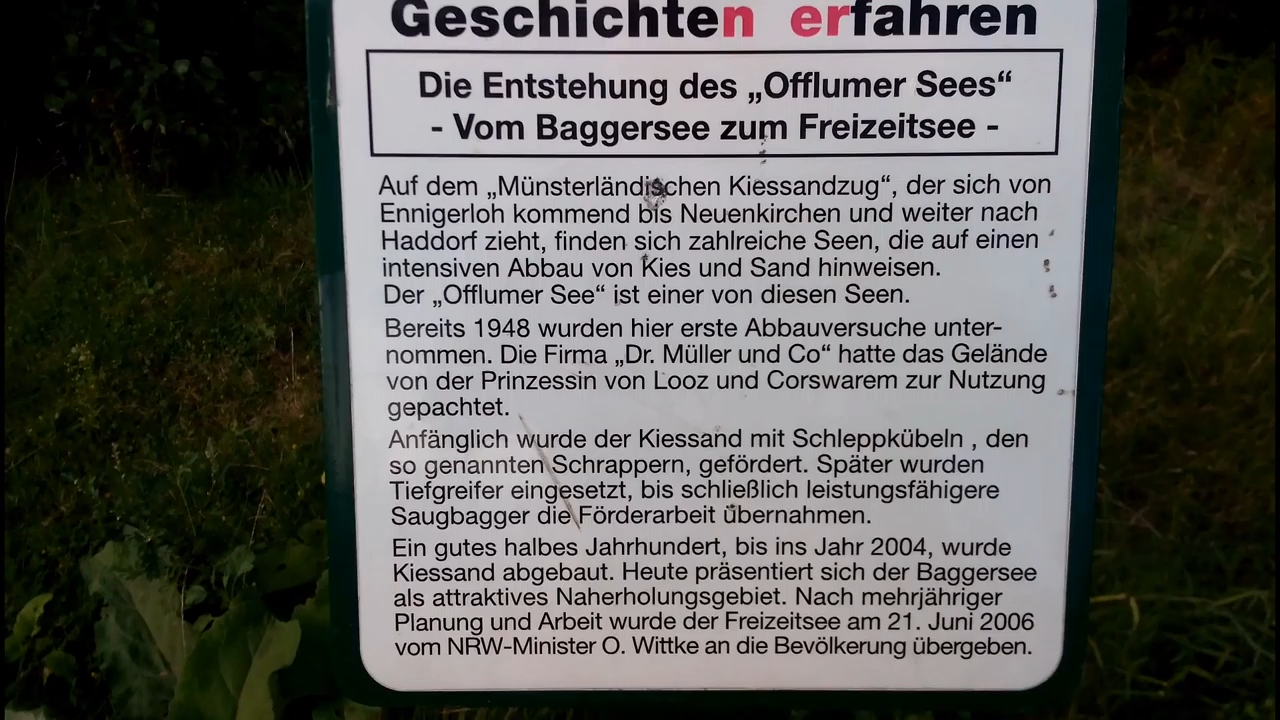 Geschichten erfahren
Die Entstehung des „Offlumer Sees“
- Vom Baggersee zum Freizeitsee -
Auf dem „Münsterländischen Kiessandzug“, der sich von
Ennigerloh kommend bis Neuenkirchen und weiter nach
Haddorf zieht, finden sich zahlreiche Seen, die auf einen
intensiven Abbau von Kies und Sand hinweisen.
Der „Offlumer See“ ist einer von diesen Seen.
Bereits 1948 wurden hier erste Abbauversuche unter-
nommen. Die Firma „Dr. Müller und Co“ hatte das Gelände
von der Prinzessin von Looz und Corswarem zur Nutzung
gepachtet.
Anfänglich wurde der Kiessand mit Schleppkübeln , den
so genannten Schrappern, gefördert. Später wurden
Tiefgreifer eingesetzt, bis schließlich leistungsfähigere
Saugbagger die Förderarbeit übernahmen.
Ein gutes halbes Jahrhundert, bis ins Jahr 2004, wurde
Kiessand abgebaut. Heute präsentiert sich der Baggersee
als attraktives Naherholungsgebiet. Nach mehrjähriger
Planung und Arbeit wurde der Freizeitsee am 21. Juni 2006
vom NRW-Minister O. Wittke an die Bevölkerung übergeben.